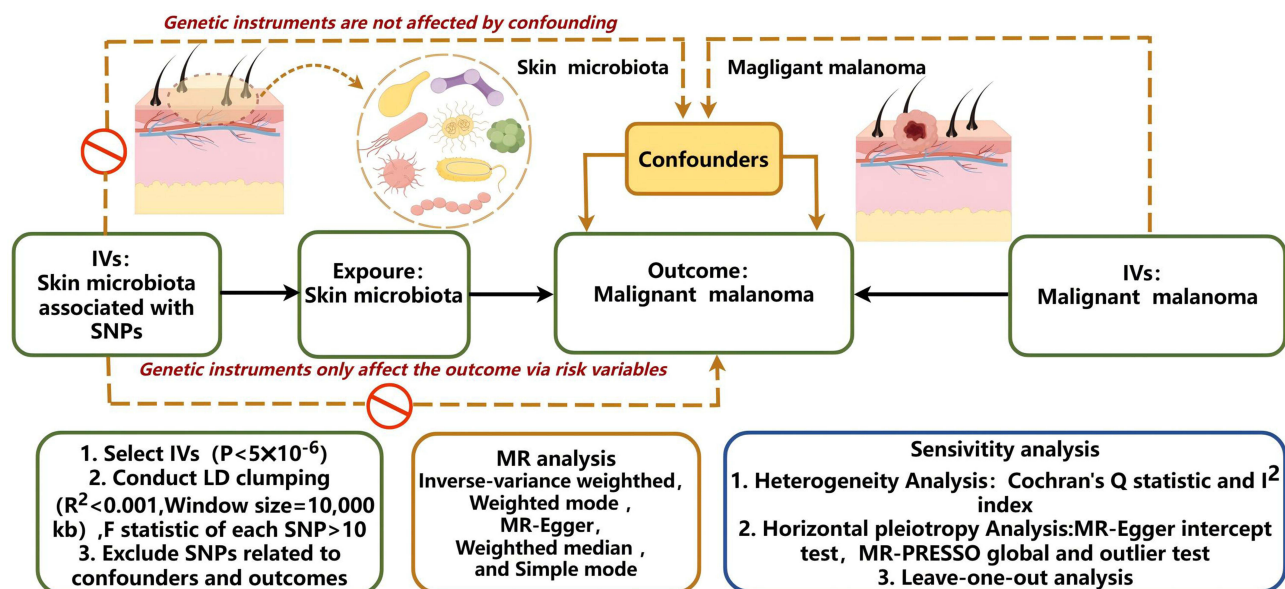 Genetic instruments are not affected by confounding
Skin microbiota
Magligant malanoma
Confounders
IVs:
Skin microbiota
associated with
SNPs
Expoure:
Skin microbiota
Outcome:
Malignant malanoma
IVs:
Malignant malanoma
Genetic instruments only affect the outcome via risk variables
1. Select IVs (P<5×10⁻⁶)
2. Conduct LD clumping
(R²<0.001,Window size=10,000
kb) ,F statistic of each SNP>10
3. Exclude SNPs related to
confounders and outcomes
MR analysis
Inverse-variance weighthed,
Weighted mode ,
MR-Egger,
Weighthed median ,
and Simple mode
Sensivitity analysis
1. Heterogeneity Analysis: Cochran's Q statistic and I²
index
2. Horizontal pleiotropy Analysis:MR-Egger intercept
test, MR-PRESSO global and outlier test
3. Leave-one-out analysis